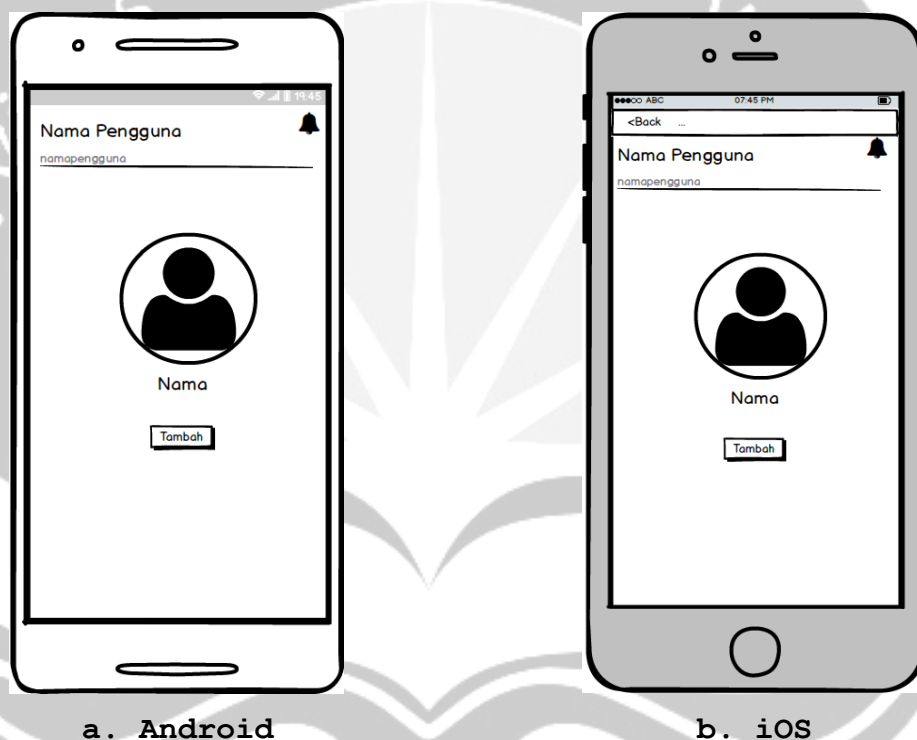 19:45
Nama Pengguna
namapengguna
Nama
Tambah
a. Android
ABC 07:45 PM
<Back ...
Nama Pengguna
namapengguna
Nama
Tambah
b. iOS